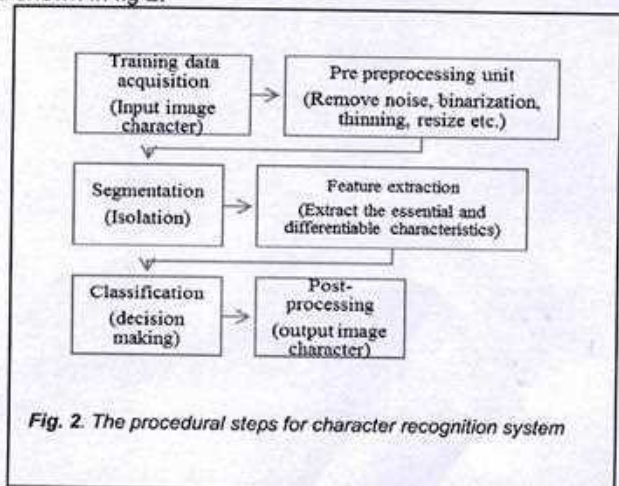 Training data
acquisition
(Input image
character)
Pre preprocessing unit
(Remove noise, binarization,
thinning, resize etc.)
Segmentation
(Isolation)
Feature extraction
(Extract the essential and
differentiable characteristics)
Classification
(decision
making)
Post-
processing
(output image
character)
Fig. 2. The procedural steps for character recognition system